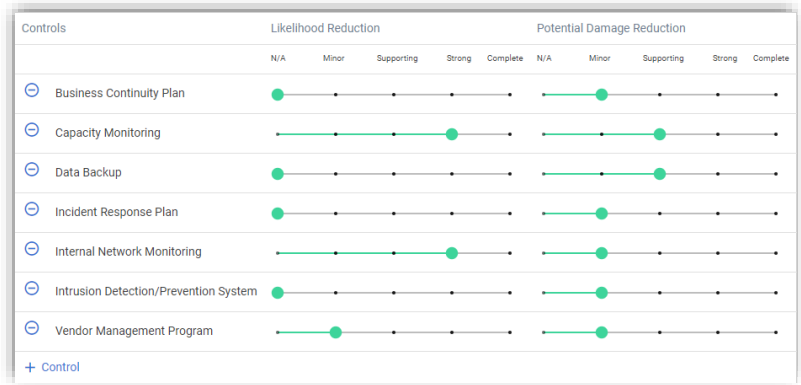 Controls Likelihood Reduction Potential Damage Reduction
N/A Minor Supporting Strong Complete N/A Minor Supporting Strong Complete
Business Continuity Plan
Capacity Monitoring
Data Backup
Incident Response Plan
Internal Network Monitoring
Intrusion Detection/Prevention System
Vendor Management Program
+ Control